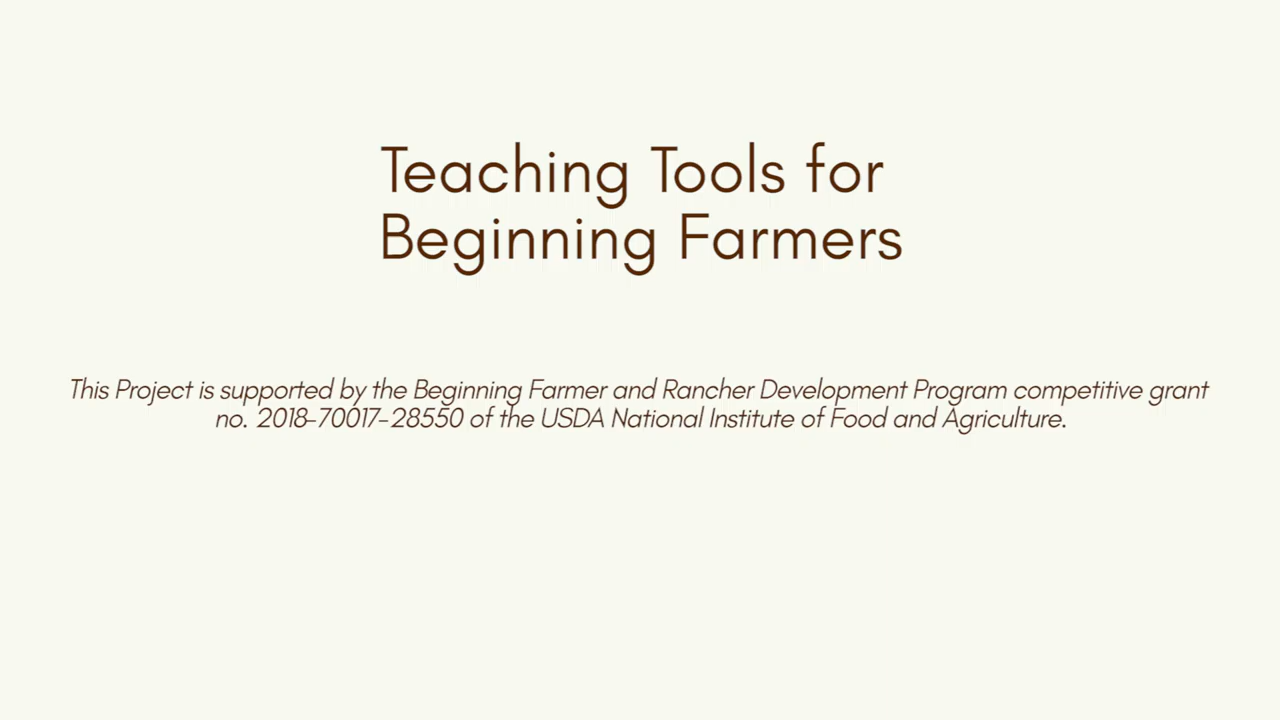 Teaching Tools for
Beginning Farmers
This Project is supported by the Beginning Farmer and Rancher Development Program competitive grant
no. 2018-70017-28550 of the USDA National Institute of Food and Agriculture.